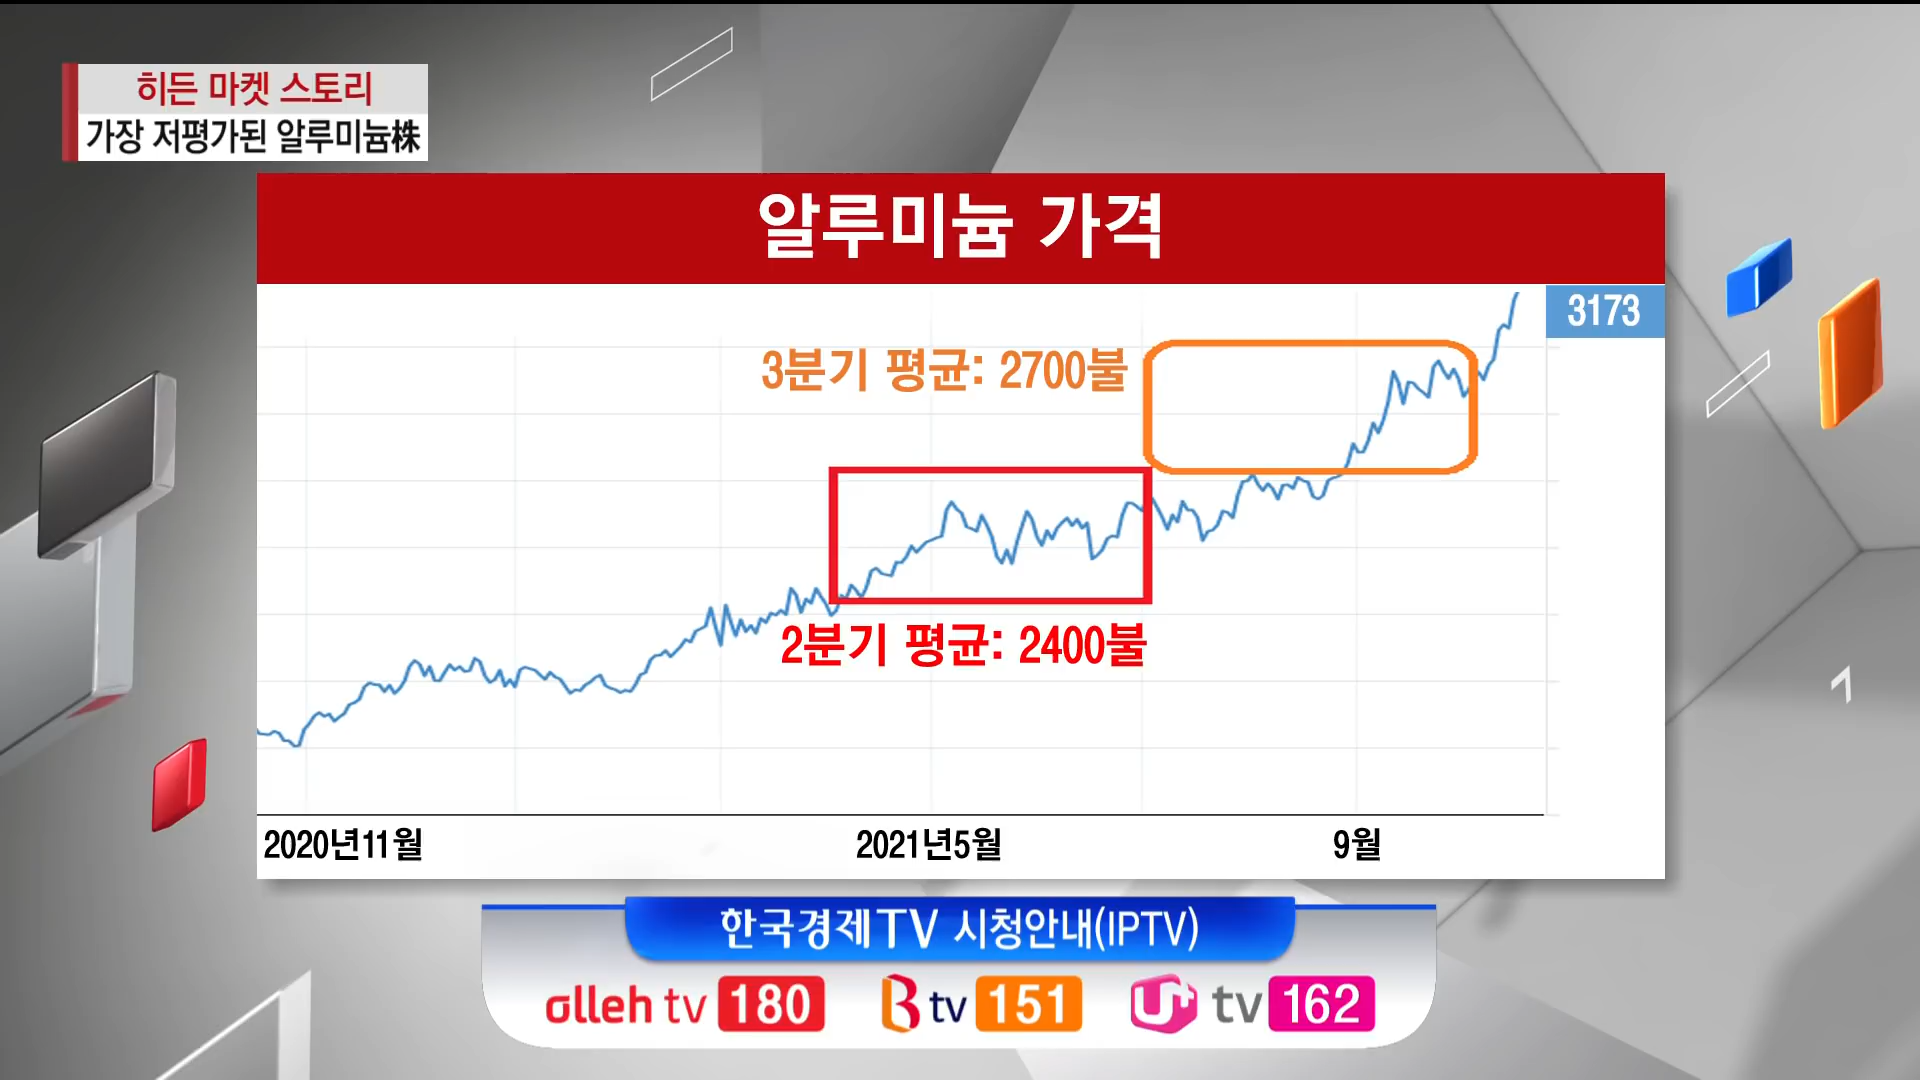 히든 마켓 스토리
가장 저평가된 알루미늄株
알루미늄 가격
3173
3분기 평균: 2700불
2분기 평균: 2400불
2020년11월 2021년5월 9월
한국경제TV 시청안내(IPTV)
olleh tv 180 B tv 151 U+ tv 162